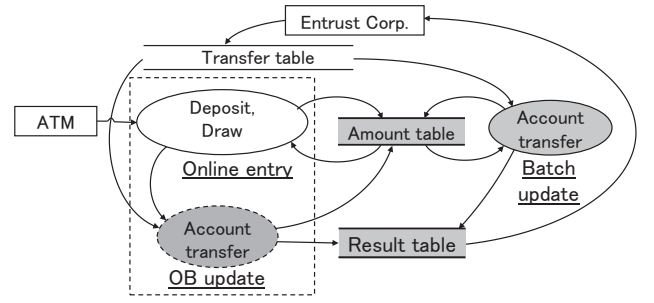 Entrust Corp.
Transfer table
ATM
Deposit,
Draw
Online entry
Amount table
Account
transfer
Batch
update
Account
transfer
OB update
Result table